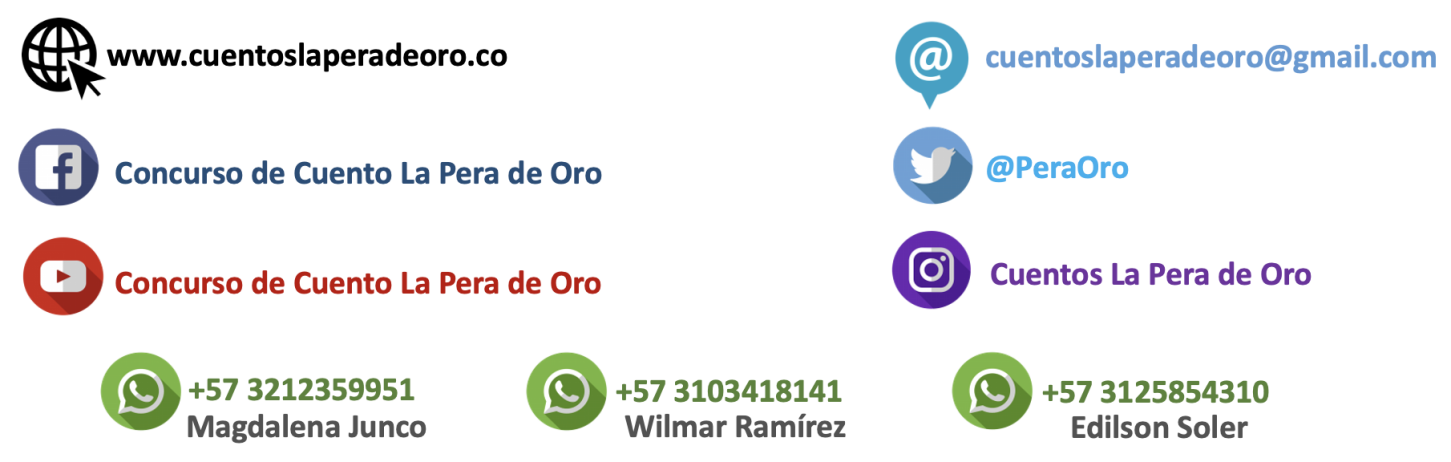 www.cuentoslaperadeoro.co
cuentoslaperadeoro@gmail.com
Concurso de Cuento La Pera de Oro
@PeraOro
Concurso de Cuento La Pera de Oro
Cuentos La Pera de Oro
+57 3212359951
Magdalena Junco
+57 3103418141
Wilmar Ramírez
+57 3125854310
Edilson Soler